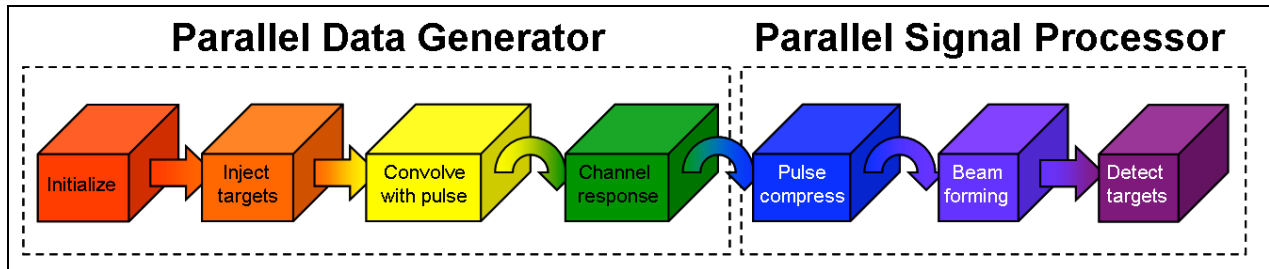 Parallel Data Generator
Parallel Signal Processor
Initialize
Inject
targets
Convolve
with pulse
Channel
response
Pulse
compress
Beam
forming
Detect
targets